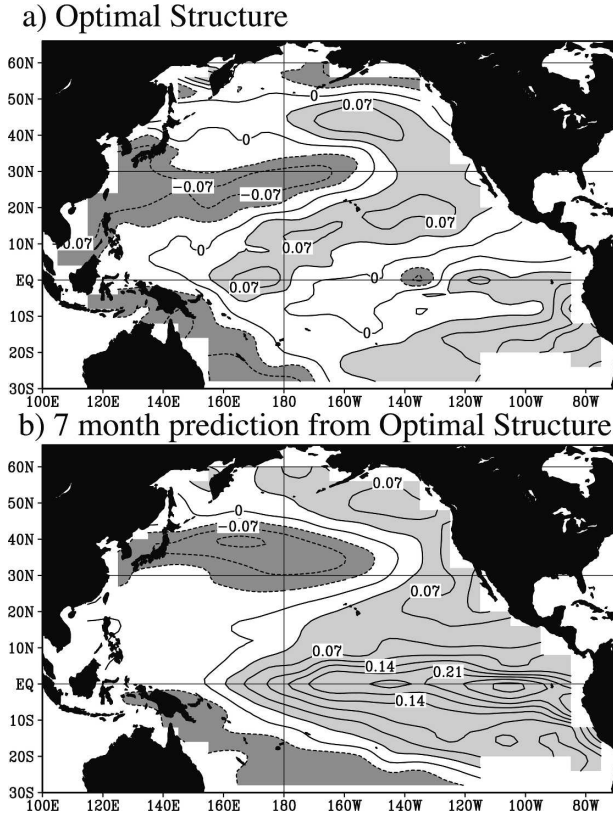 a) Optimal Structure
60N
50N
40N
30N
20N
10N
EQ
10S
20S
30S
100E 120E 140E 160E 180 160W 140W 120W 100W 80W
0
0.07
0
-0.07
-0.07
0.07
0.07
0.07
0
0.07
0
0.07
0
b) 7 month prediction from Optimal Structure
60N
50N
40N
30N
20N
10N
EQ
10S
20S
30S
100E 120E 140E 160E 180 160W 140W 120W 100W 80W
0.07
0
-0.07
0.07
0.07
0.14
0.21
0.14